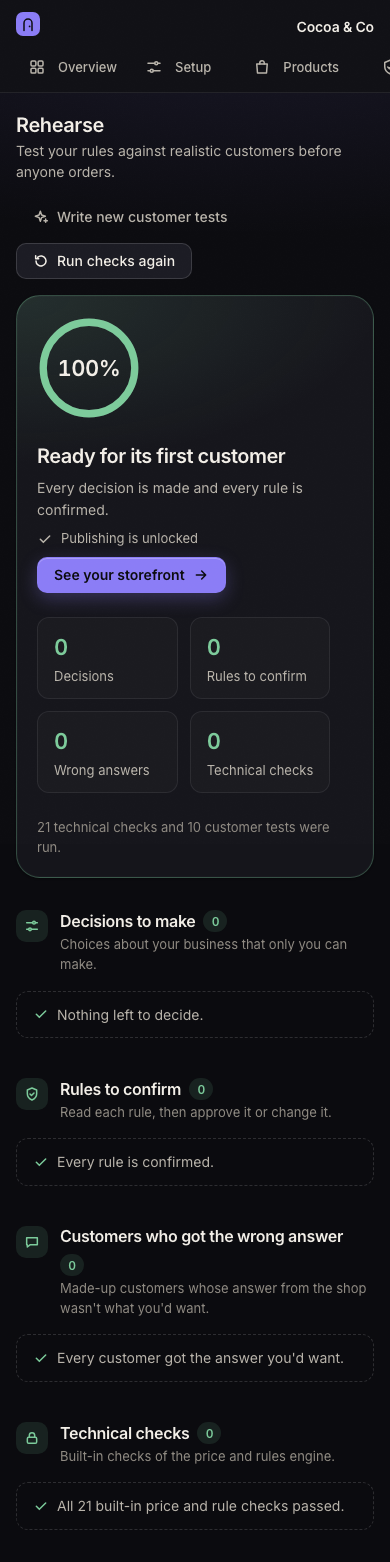 Cocoa & Co
Overview
Setup
Products
Rehearse
Test your rules against realistic customers before
anyone orders.
Write new customer tests
Run checks again
100%
Ready for its first customer
Every decision is made and every rule is
confirmed.
Publishing is unlocked
See your storefront →
0
Decisions
0
Rules to confirm
0
Wrong answers
0
Technical checks
21 technical checks and 10 customer tests were
run.
Decisions to make 0
Choices about your business that only you can
make.
Nothing left to decide.
Rules to confirm 0
Read each rule, then approve it or change it.
Every rule is confirmed.
Customers who got the wrong answer
0
Made-up customers whose answer from the shop
wasn't what you'd want.
Every customer got the answer you'd want.
Technical checks 0
Built-in checks of the price and rules engine.
All 21 built-in price and rule checks passed.